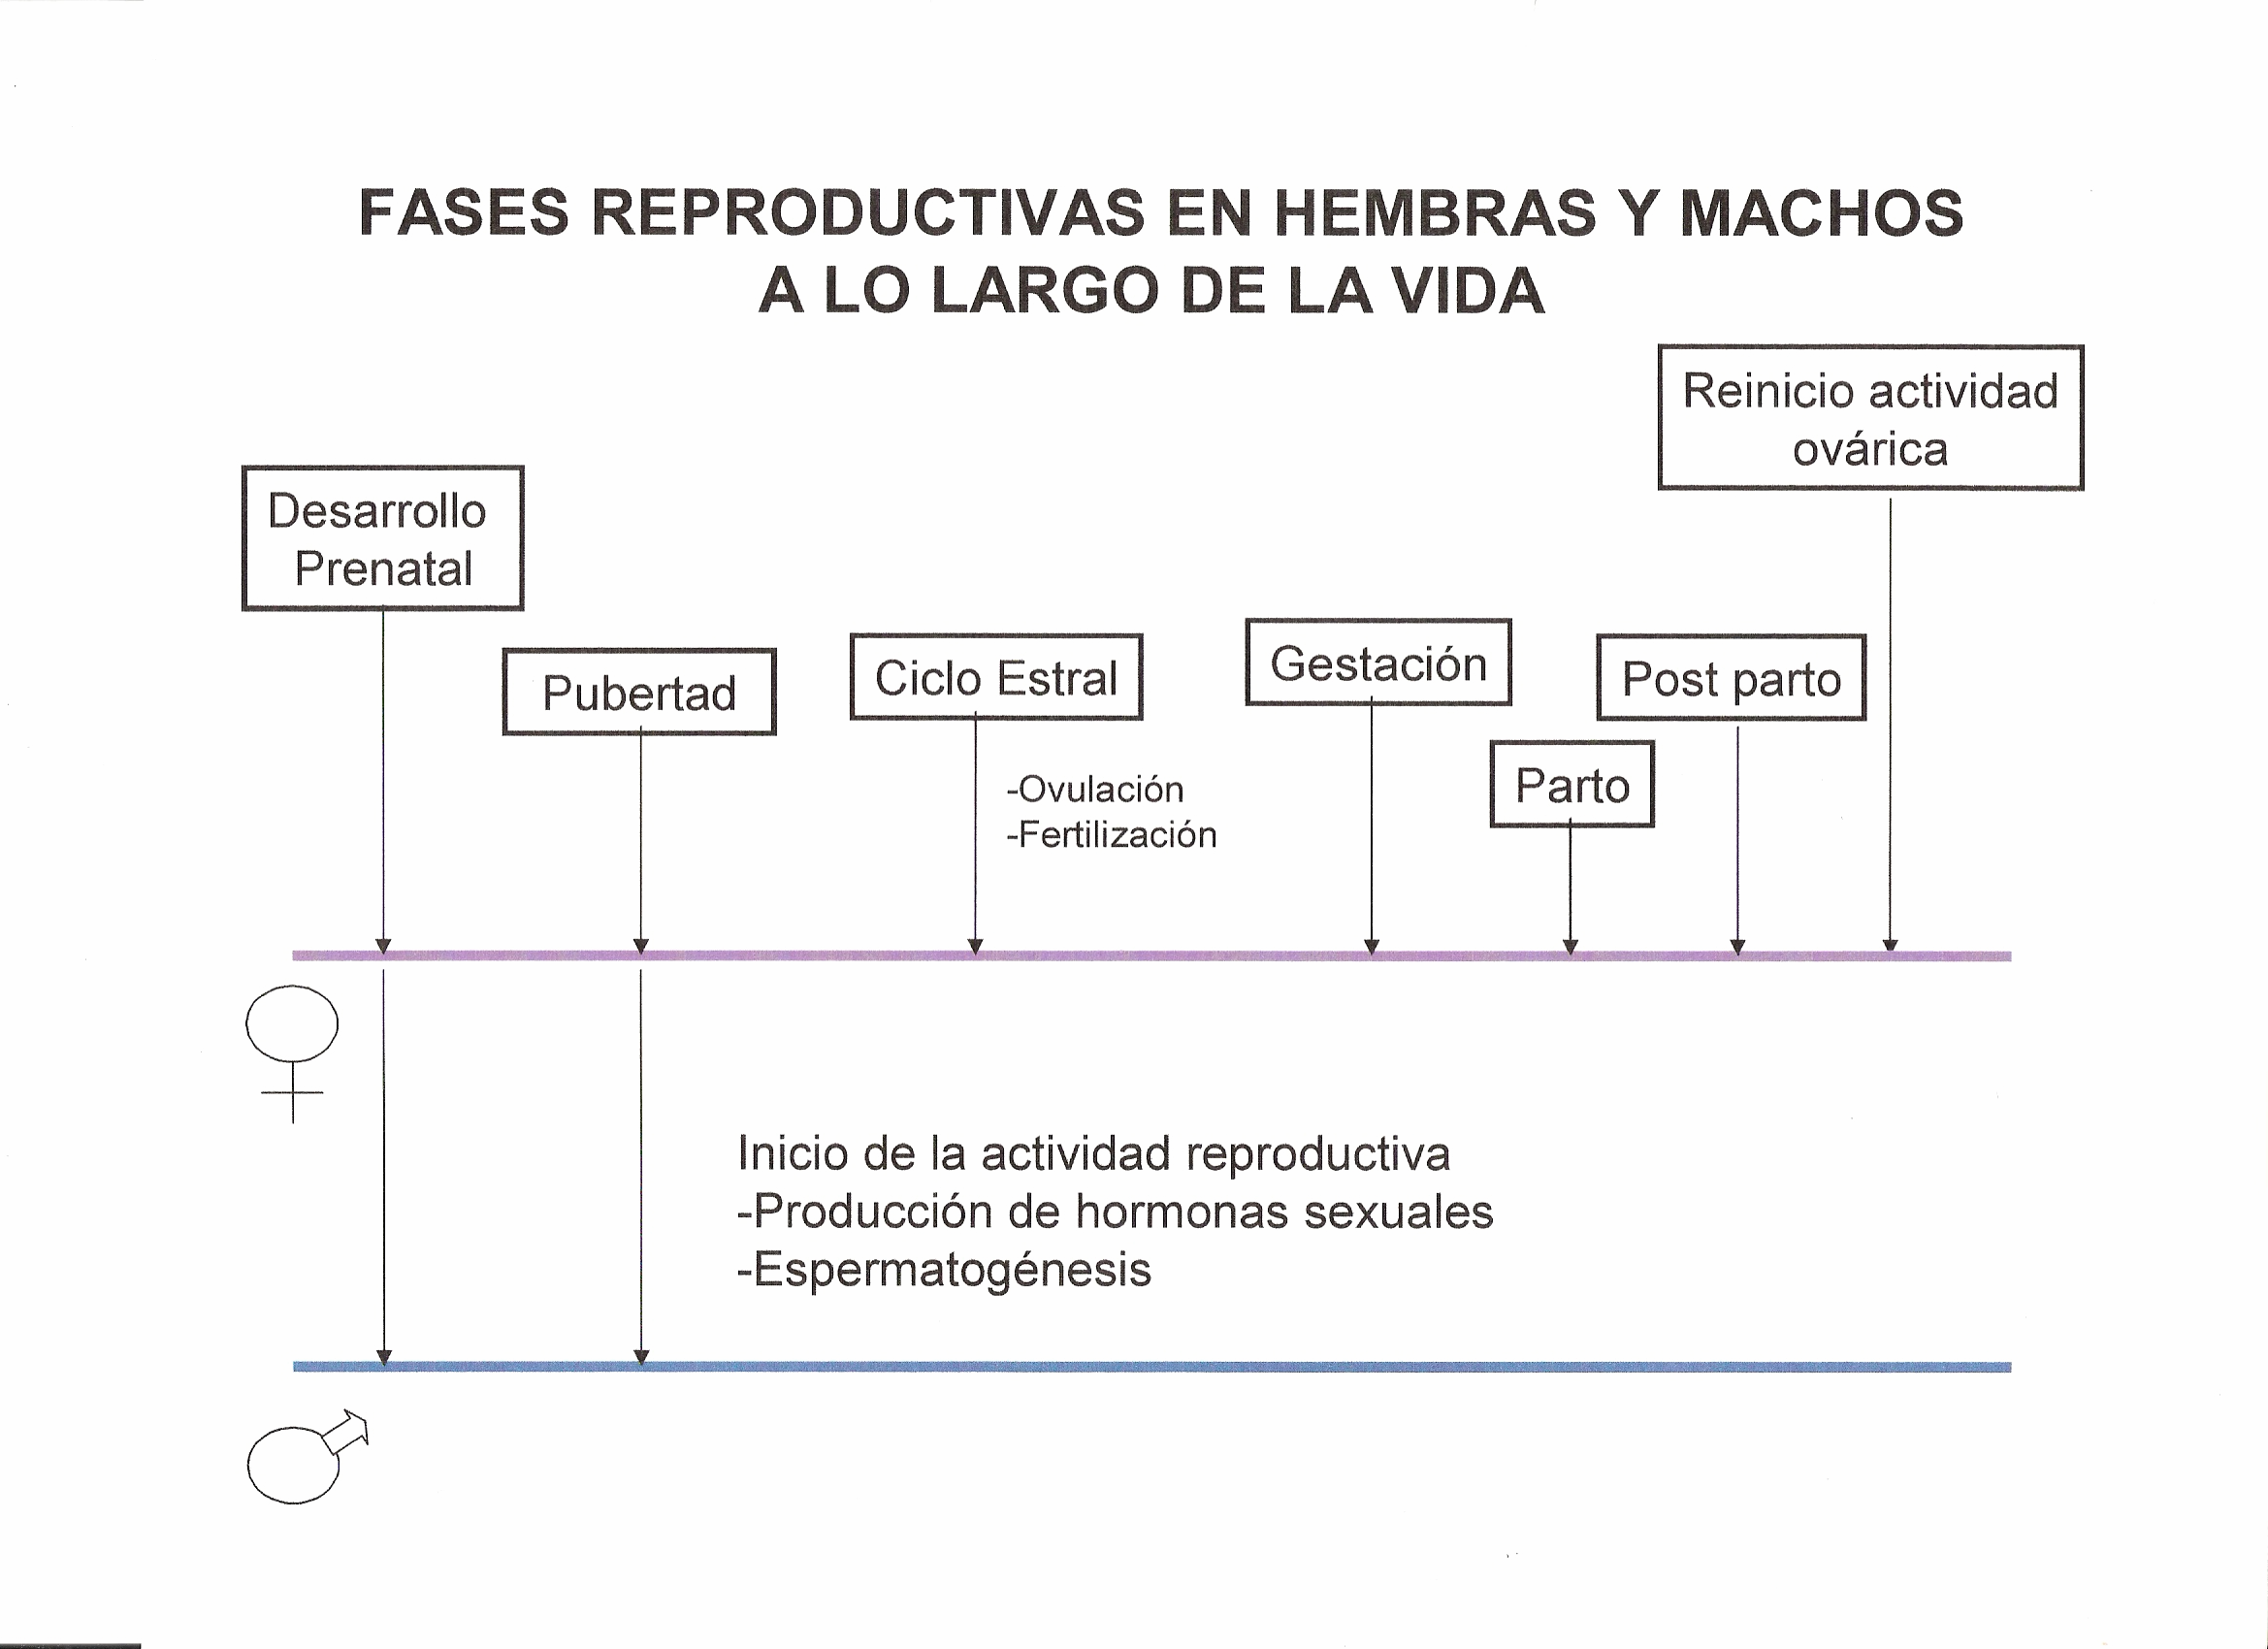 FASES REPRODUCTIVAS EN HEMBRAS Y MACHOS
A LO LARGO DE LA VIDA
Reinicio actividad
ovárica
Desarrollo
Prenatal
Pubertad
Ciclo Estral
Gestación
Post parto
Parto
-Ovulación
-Fertilización
Inicio de la actividad reproductiva
-Producción de hormonas sexuales
-Espermatogénesis